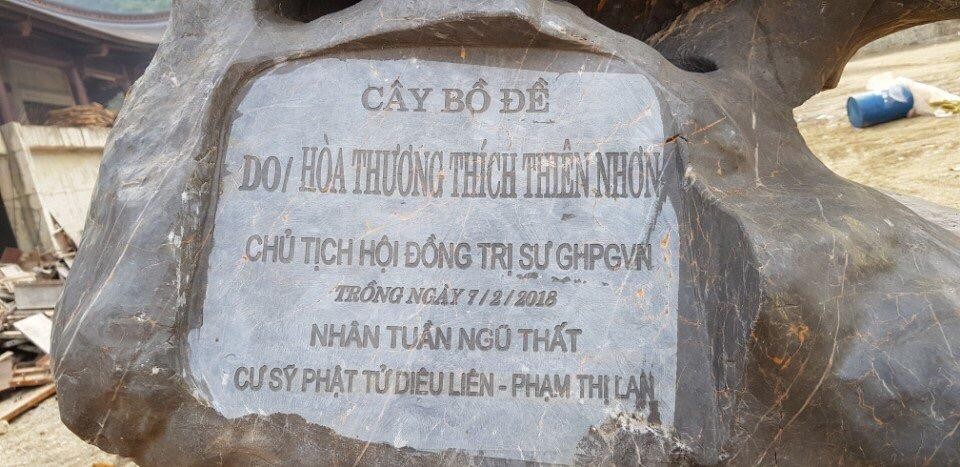 CÂY BỒ ĐỀ
DO/ HÒA THƯỢNG THÍCH THIỆN NHƠN
CHỦ TỊCH HỘI ĐỒNG TRỊ SỰ GHPGVN
TRỒNG NGÀY 7/2/2018
NHÂN TUẦN NGŨ THẤT
CƯ SỸ PHẬT TỬ DIỆU LIÊN - PHẠM THỊ LAN